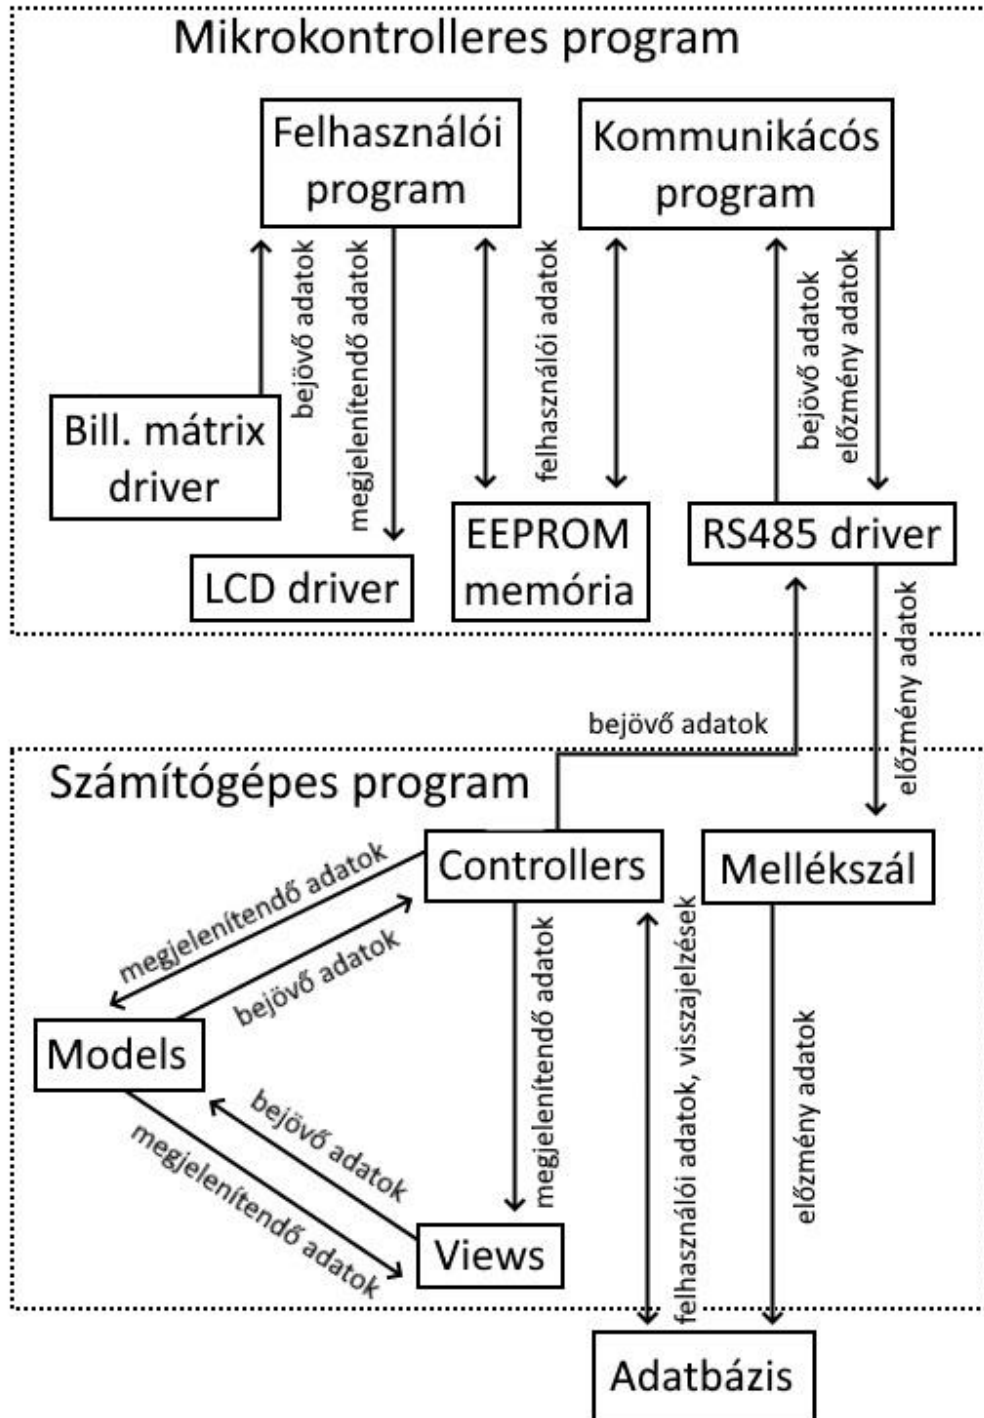 Mikrokontrolleres program
Felhasználói
program
Kommunikácós
program
bejövő adatok
megjelenítendő adatok
felhasználói adatok
bejövő adatok
előzmény adatok
Bill. mátrix
driver
LCD driver
EEPROM
memória
RS485 driver
bejövő adatok
előzmény adatok
Számítógépes program
Controllers
Mellékszál
megjelenítendő adatok
bejövő adatok
megjelenítendő adatok
felhasználói adatok, visszajelzések
előzmény adatok
Models
bejövő adatok
megjelenítendő adatok
Views
Adatbázis